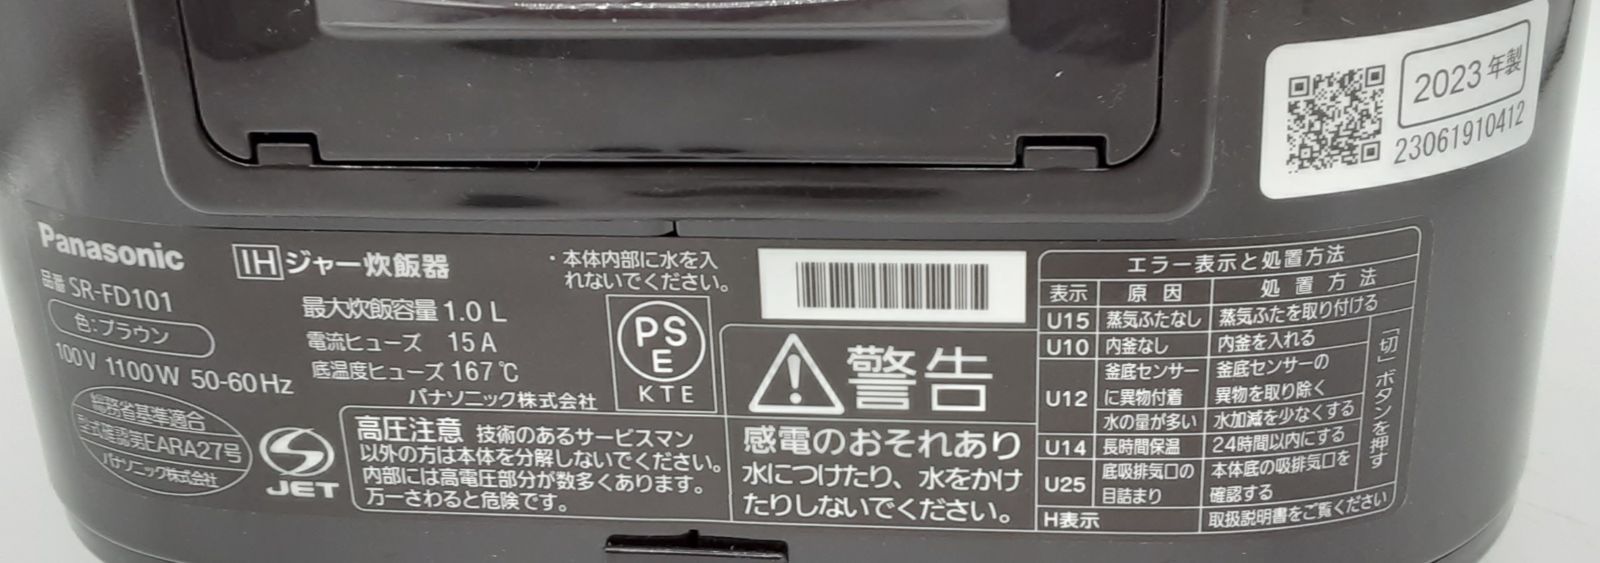 2023年製
23061910412
Panasonic
品番 SR-FD101
色:ブラウン
100V 1100W 50-60Hz
総務省基準適合
型式確認第EARA27号
パナソニック株式会社
IH ジャー炊飯器
最大炊飯容量 1.0L
電流ヒューズ 15A
底温度ヒューズ 167℃
パナソニック株式会社
JET
・本体内部に水を入
れないでください。
PS
E
KTE
高圧注意 技術のあるサービスマン
以外の方は本体を分解しないでください。
内部には高電圧部分が数多くあります。
万一さわると危険です。
警告
感電のおそれあり
水につけたり、水をかけ
たりしないでください。
エラー表示と処置方法
表示 原因 処置方法
U15 蒸気ふたなし 蒸気ふたを取り付ける
U10 内釜なし 内釜を入れる
U12 釜底センサー 釜底センサーの
に異物付着 異物を取り除く
水の量が多い 水加減を少なくする
U14 長時間保温 24時間以内にする
U25 底吸排気口の 本体底の吸排気口を
目詰まり 確認する
「切」ボタンを押す
H表示 取扱説明書をご覧ください